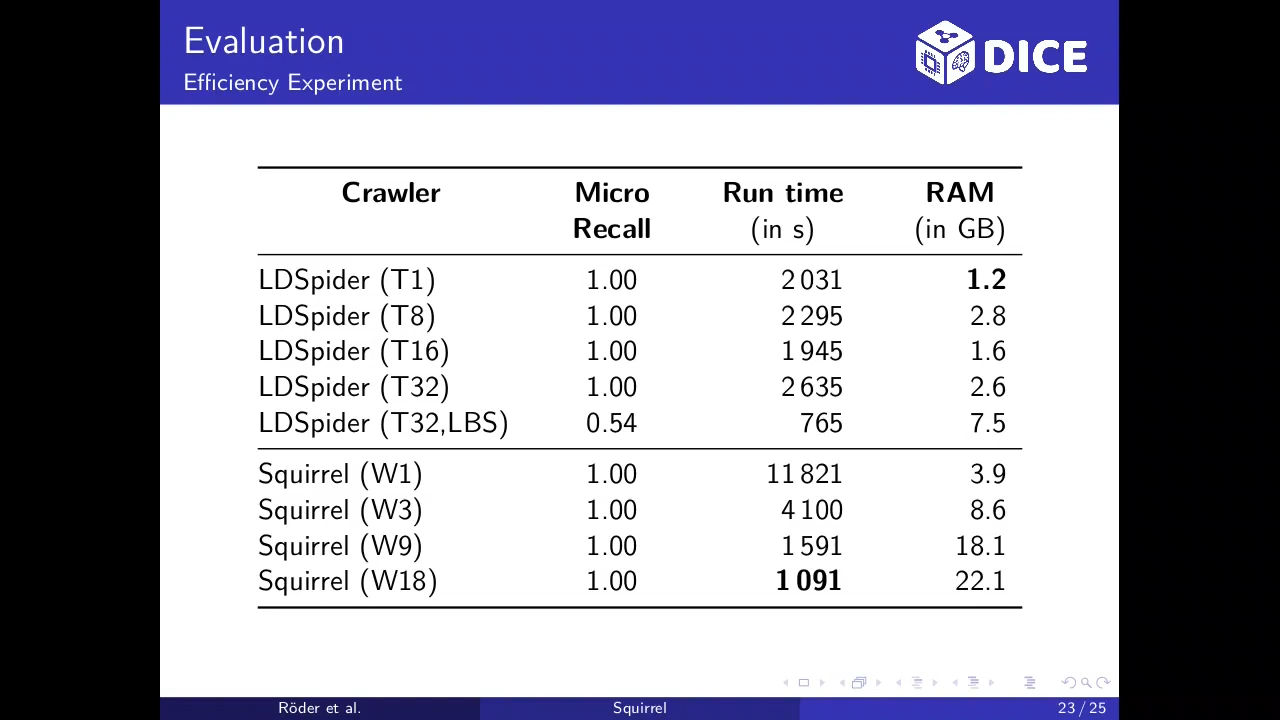 Evaluation
Efficiency Experiment
DICE
Crawler Micro Run time RAM
Recall (in s) (in GB)
LDSpider (T1) 1.00 2 031 1.2
LDSpider (T8) 1.00 2 295 2.8
LDSpider (T16) 1.00 1 945 1.6
LDSpider (T32) 1.00 2 635 2.6
LDSpider (T32,LBS) 0.54 765 7.5
Squirrel (W1) 1.00 11 821 3.9
Squirrel (W3) 1.00 4 100 8.6
Squirrel (W9) 1.00 1 591 18.1
Squirrel (W18) 1.00 1 091 22.1
Röder et al. Squirrel 23 / 25